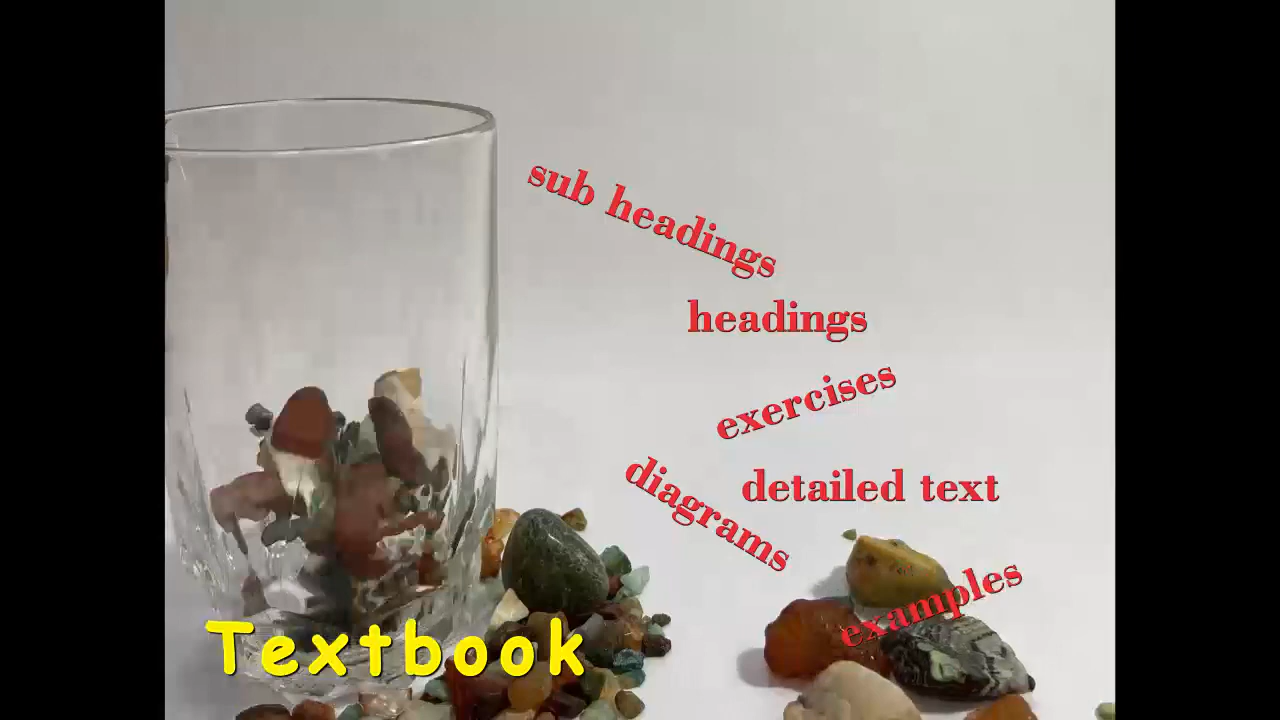 sub headings
headings
exercises
detailed text
diagrams
examples
Textbook